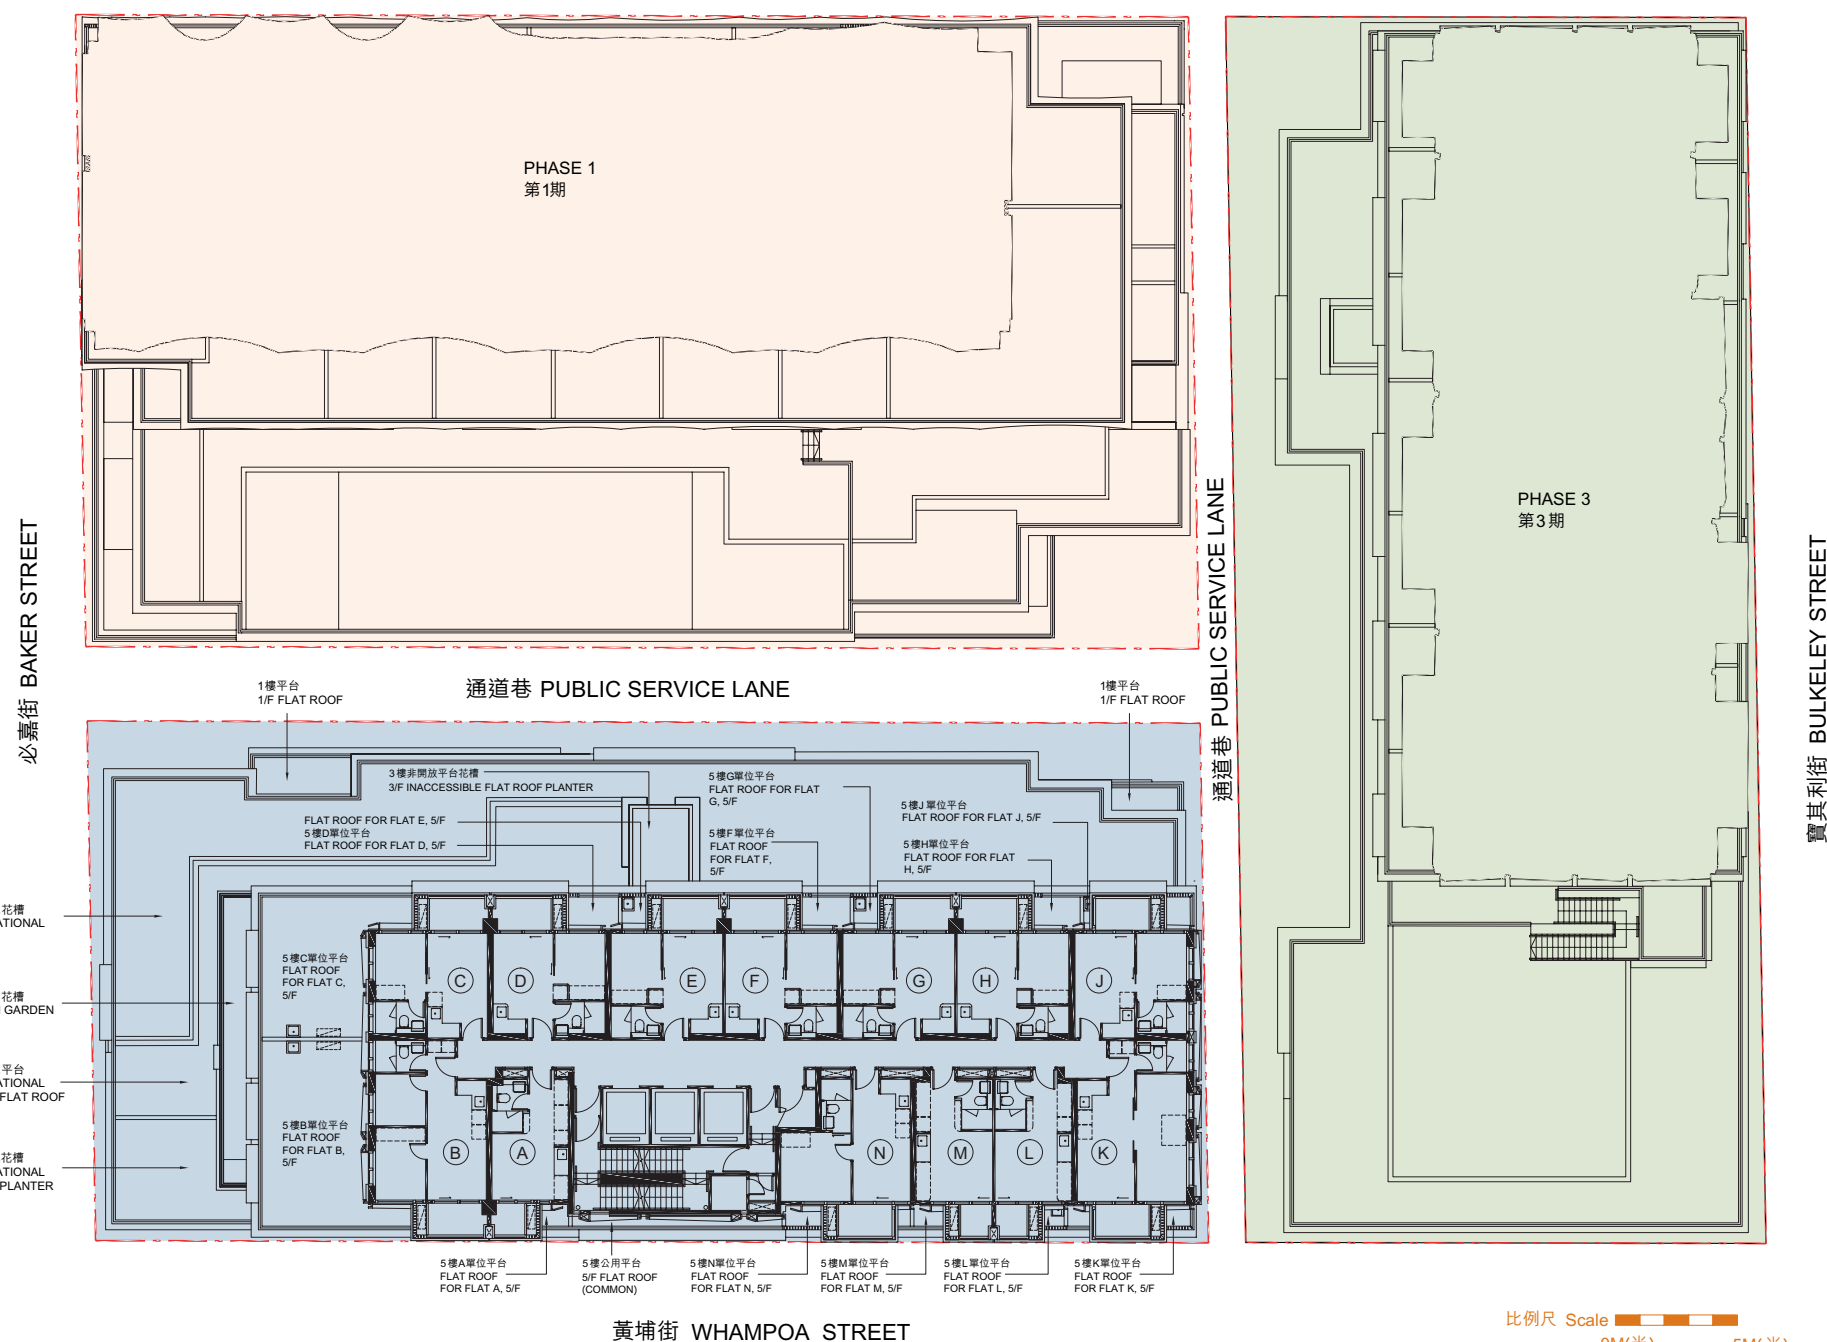 PHASE 1
第1期
PHASE 3
第3期
必嘉街 BAKER STREET
通道巷 PUBLIC SERVICE LANE
通道巷 PUBLIC SERVICE LANE
寶其利街 BULKELEY STREET
1樓平台
1/F FLAT ROOF
1樓平台
1/F FLAT ROOF
3樓非開放平台花槽
3/F INACCESSIBLE FLAT ROOF PLANTER
FLAT ROOF FOR FLAT E, 5/F
5樓D單位平台
FLAT ROOF FOR FLAT D, 5/F
5樓G單位平台
FLAT ROOF FOR FLAT
G, 5/F
5樓F單位平台
FLAT ROOF
FOR FLAT F,
5/F
5樓J單位平台
FLAT ROOF FOR FLAT J, 5/F
5樓H單位平台
FLAT ROOF FOR FLAT
H, 5/F
花槽
ATIONAL
花槽
GARDEN
平台
ATIONAL
FLAT ROOF
花槽
ATIONAL
PLANTER
5樓C單位平台
FLAT ROOF
FOR FLAT C,
5/F
5樓B單位平台
FLAT ROOF
FOR FLAT B,
5/F
C
D
E
F
G
H
J
B
A
N
M
L
K
5樓A單位平台
FLAT ROOF
FOR FLAT A, 5/F
5樓公用平台
5/F FLAT ROOF
(COMMON)
5樓N單位平台
FLAT ROOF
FOR FLAT N, 5/F
5樓M單位平台
FLAT ROOF
FOR FLAT M, 5/F
5樓L單位平台
FLAT ROOF
FOR FLAT L, 5/F
5樓K單位平台
FLAT ROOF
FOR FLAT K, 5/F
黃埔街 WHAMPOA STREET
比例尺 Scale
0M(米) 5M(米)